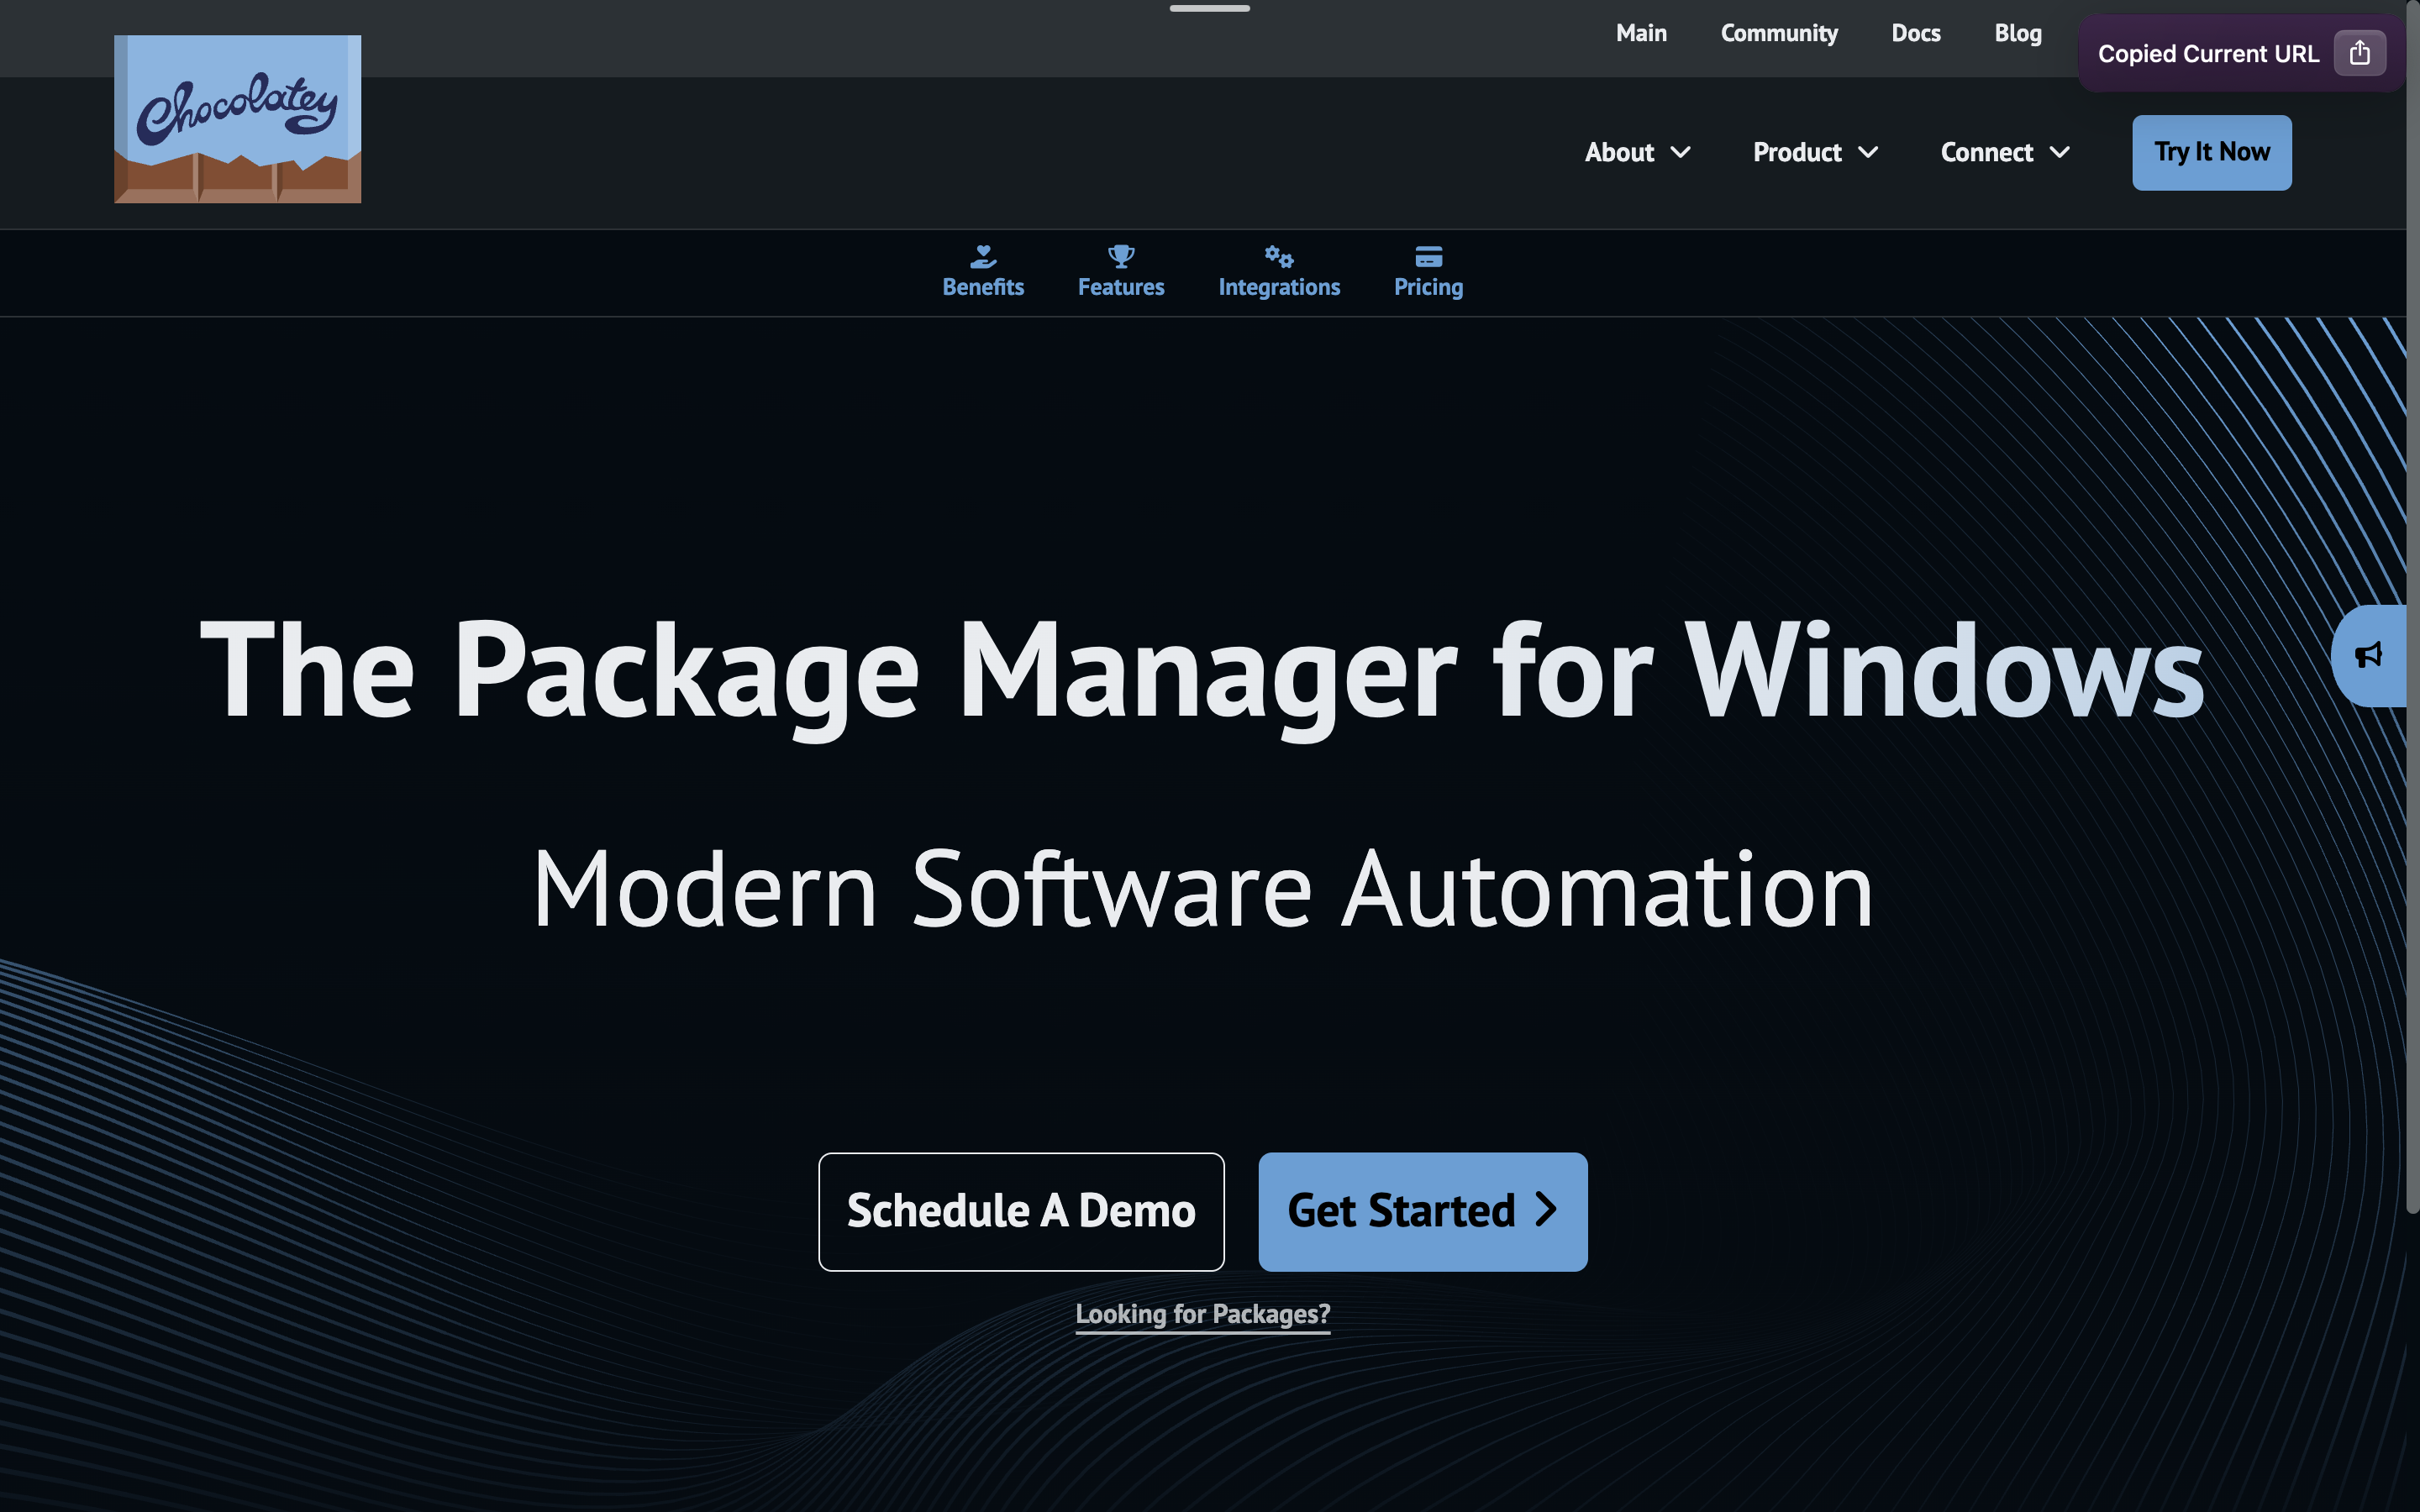 Main Community Docs Blog
Copied Current URL
Chocolatey
About Product Connect Try It Now
Benefits Features Integrations Pricing
The Package Manager for Windows
Modern Software Automation
Schedule A Demo Get Started
Looking for Packages?